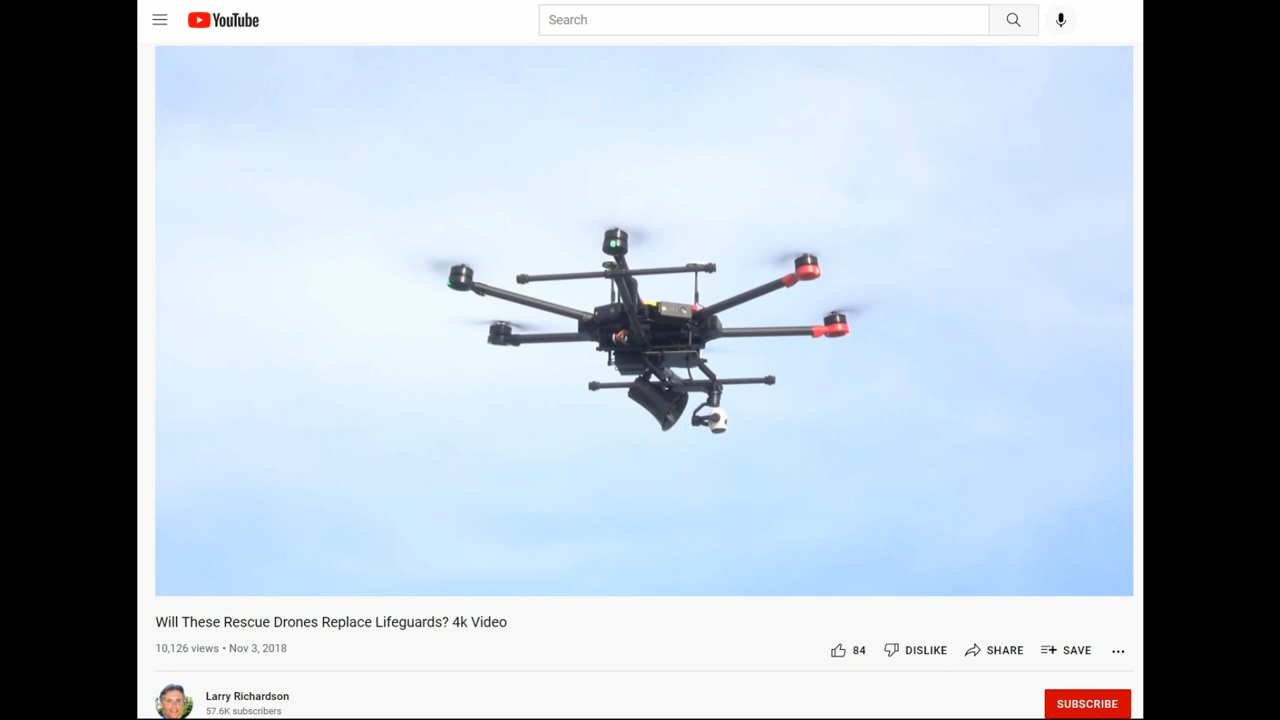 YouTube
Search
Will These Rescue Drones Replace Lifeguards? 4k Video
10,126 views • Nov 3, 2018
84
DISLIKE
SHARE
SAVE
Larry Richardson
57.6K subscribers
SUBSCRIBE